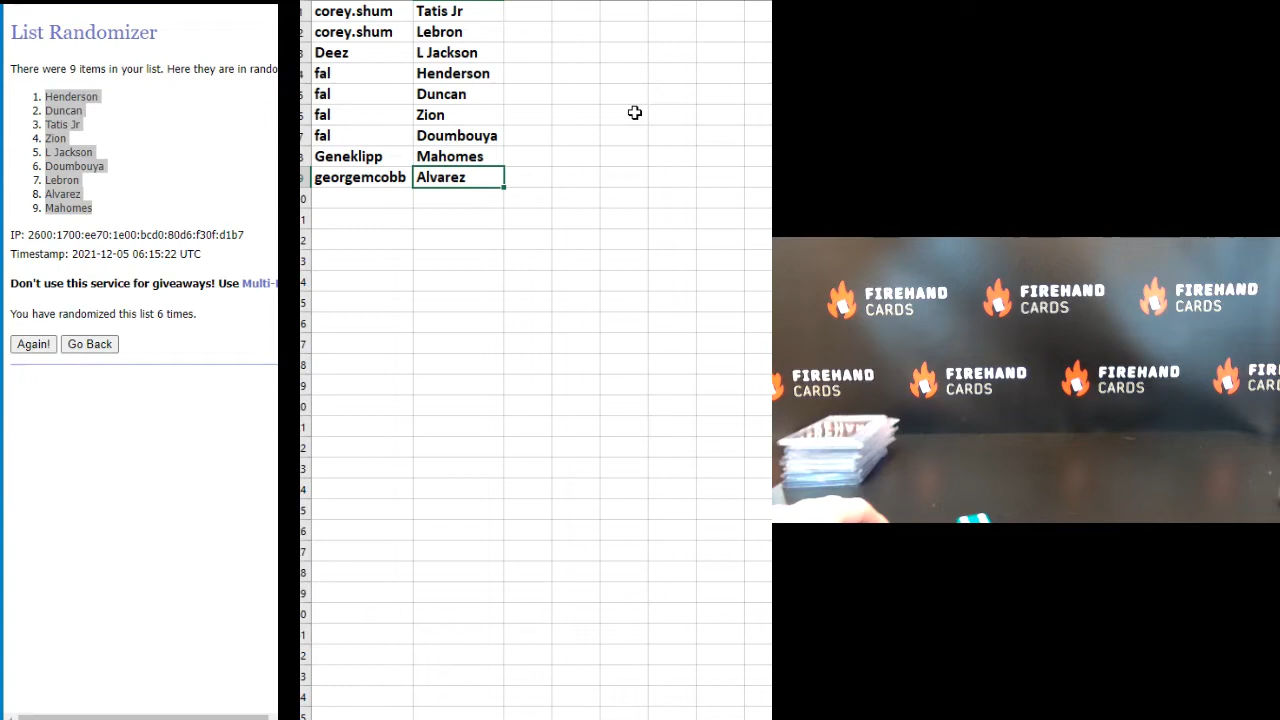 List Randomizer
There were 9 items in your list. Here they are in rando
1. Henderson
2. Duncan
3. Tatis Jr
4. Zion
5. L Jackson
6. Doumbouya
7. Lebron
8. Alvarez
9. Mahomes
IP: 2600:1700:ee70:1e00:bcd0:80d6:f30f:d1b7
Timestamp: 2021-12-05 06:15:22 UTC
Don't use this service for giveaways! Use Multi-
You have randomized this list 6 times.
Again! Go Back
corey.shum Tatis Jr
corey.shum Lebron
Deez L Jackson
fal Henderson
fal Duncan
fal Zion
fal Doumbouya
Geneklipp Mahomes
georgemcobb Alvarez
FIREHAND CARDS
FIREHAND CARDS
FIREHAND CARDS
FIREHAND CARDS
FIREHAND CARDS
FIREHAND CARDS